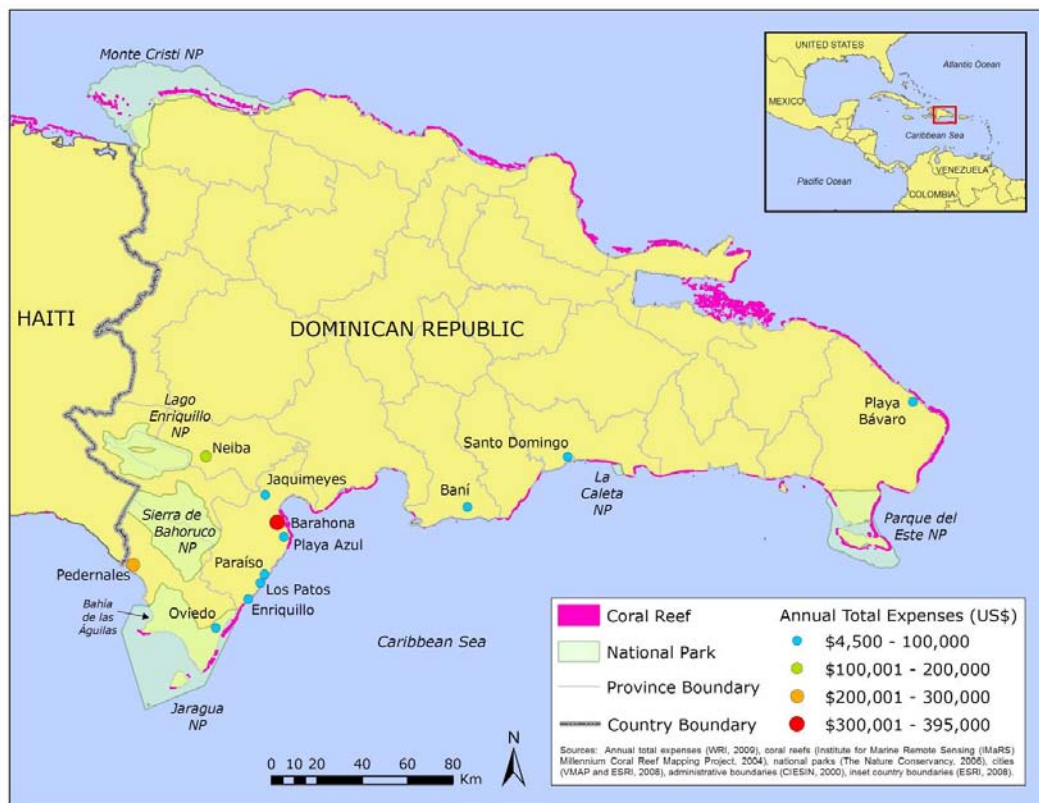 Monte Cristi NP
UNITED STATES
Atlantic Ocean
MEXICO
Caribbean Sea
Pacific Ocean
VENEZUELA
COLOMBIA
HAITI
DOMINICAN REPUBLIC
Lago
Enriquillo
NP
Neiba
Playa
Bávaro
Santo Domingo
Jaquimeyes
Baní
La
Caleta
NP
Sierra de
Bahoruco
NP
Barahona
Playa Azul
Parque del
Este NP
Pedernales
Paraíso
Los Patos
Bahía
de las
Águilas
Oviedo
Enriquillo
Caribbean Sea
Jaragua
NP
Coral Reef
National Park
Province Boundary
Country Boundary
Annual Total Expenses (US$)
$4,500 - 100,000
$100,001 - 200,000
$200,001 - 300,000
$300,001 - 395,000
Sources: Annual total expenses (WRI, 2009), coral reefs (Institute for Marine Remote Sensing (IMaRS)
Millennium Coral Reef Mapping Project, 2004), national parks (The Nature Conservancy, 2006), cities
(VMAP and ESRI, 2008), administrative boundaries (CIESIN, 2000), inset country boundaries (ESRI, 2008).
N
0 10 20 40 60 80
Km